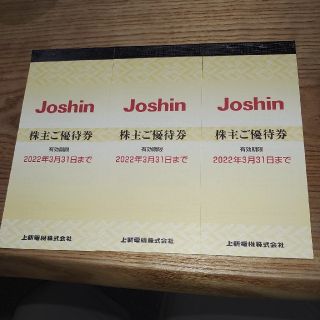 Joshin
株主ご優待券
有効期限
2022年3月31日まで
上新電機株式会社
Joshin
株主ご優待券
有効期限
2022年3月31日まで
上新電機株式会社
Joshin
株主ご優待券
有効期限
2022年3月31日まで
上新電機株式会社